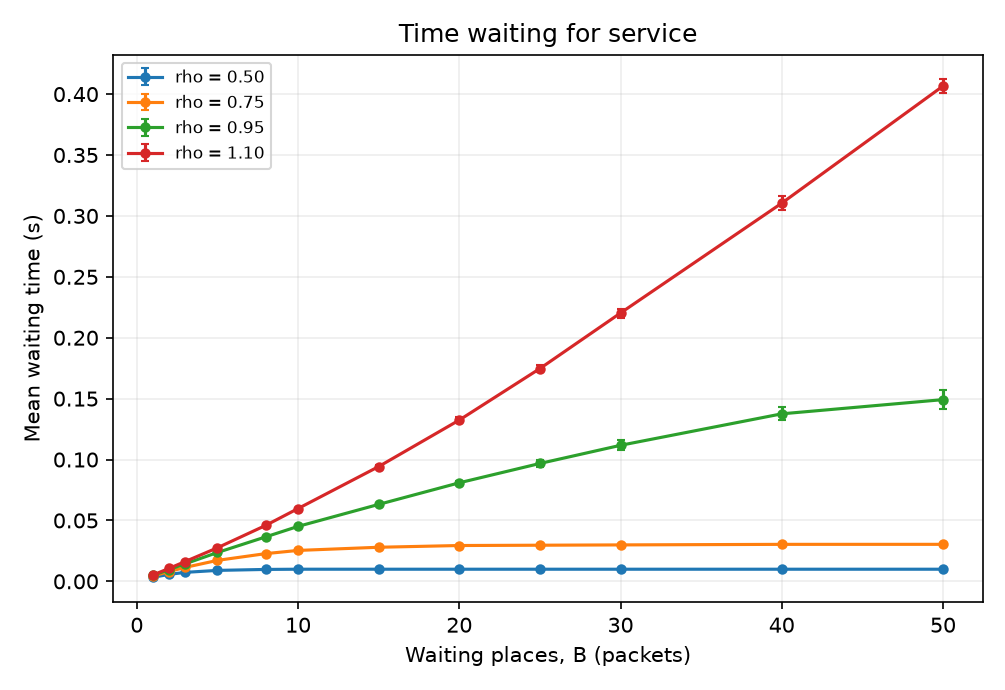 Time waiting for service
rho = 0.50
rho = 0.75
rho = 0.95
rho = 1.10
Mean waiting time (s)
0.40
0.35
0.30
0.25
0.20
0.15
0.10
0.05
0.00
0 10 20 30 40 50
Waiting places, B (packets)